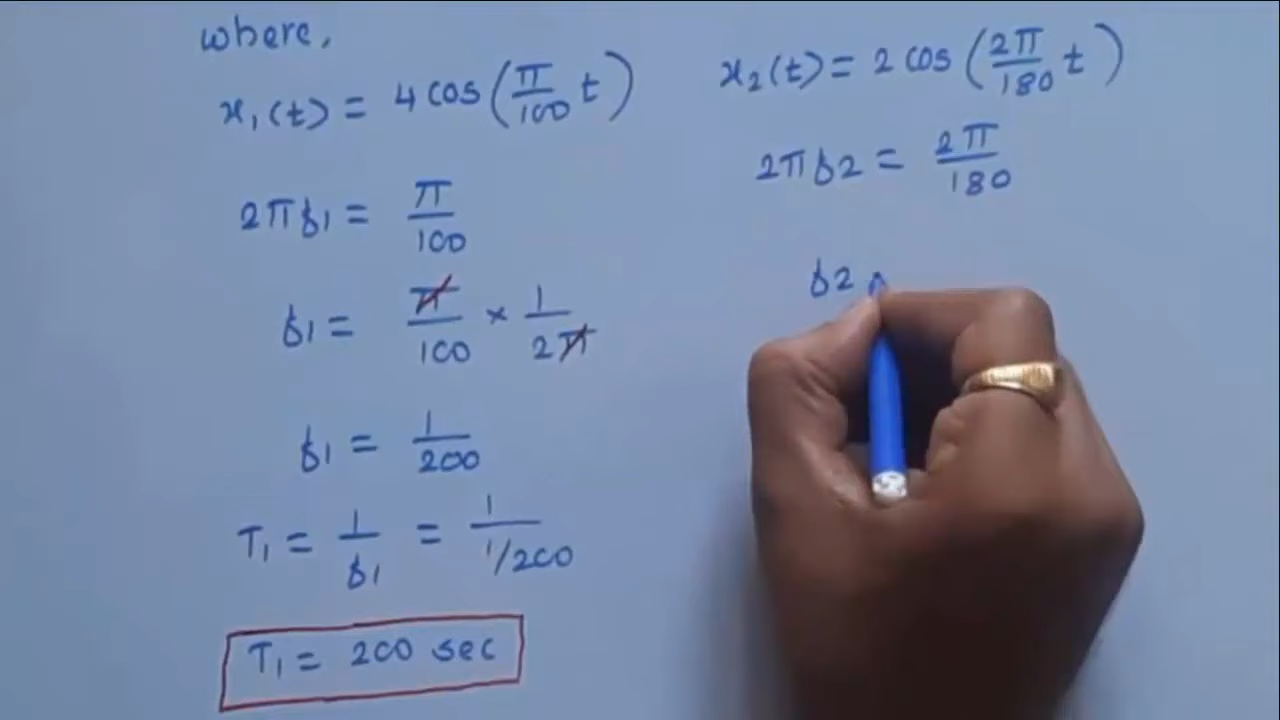 where,
x₁(t) = 4 cos(π/100 t)
2πf1 = π/100
f1 = π/100 × 1/2π
f1 = 1/200
T₁ = 1/f1 = 1/1/200
T₁ = 200 sec
x₂(t) = 2 cos(2π/180 t)
2πf2 = 2π/180
f2